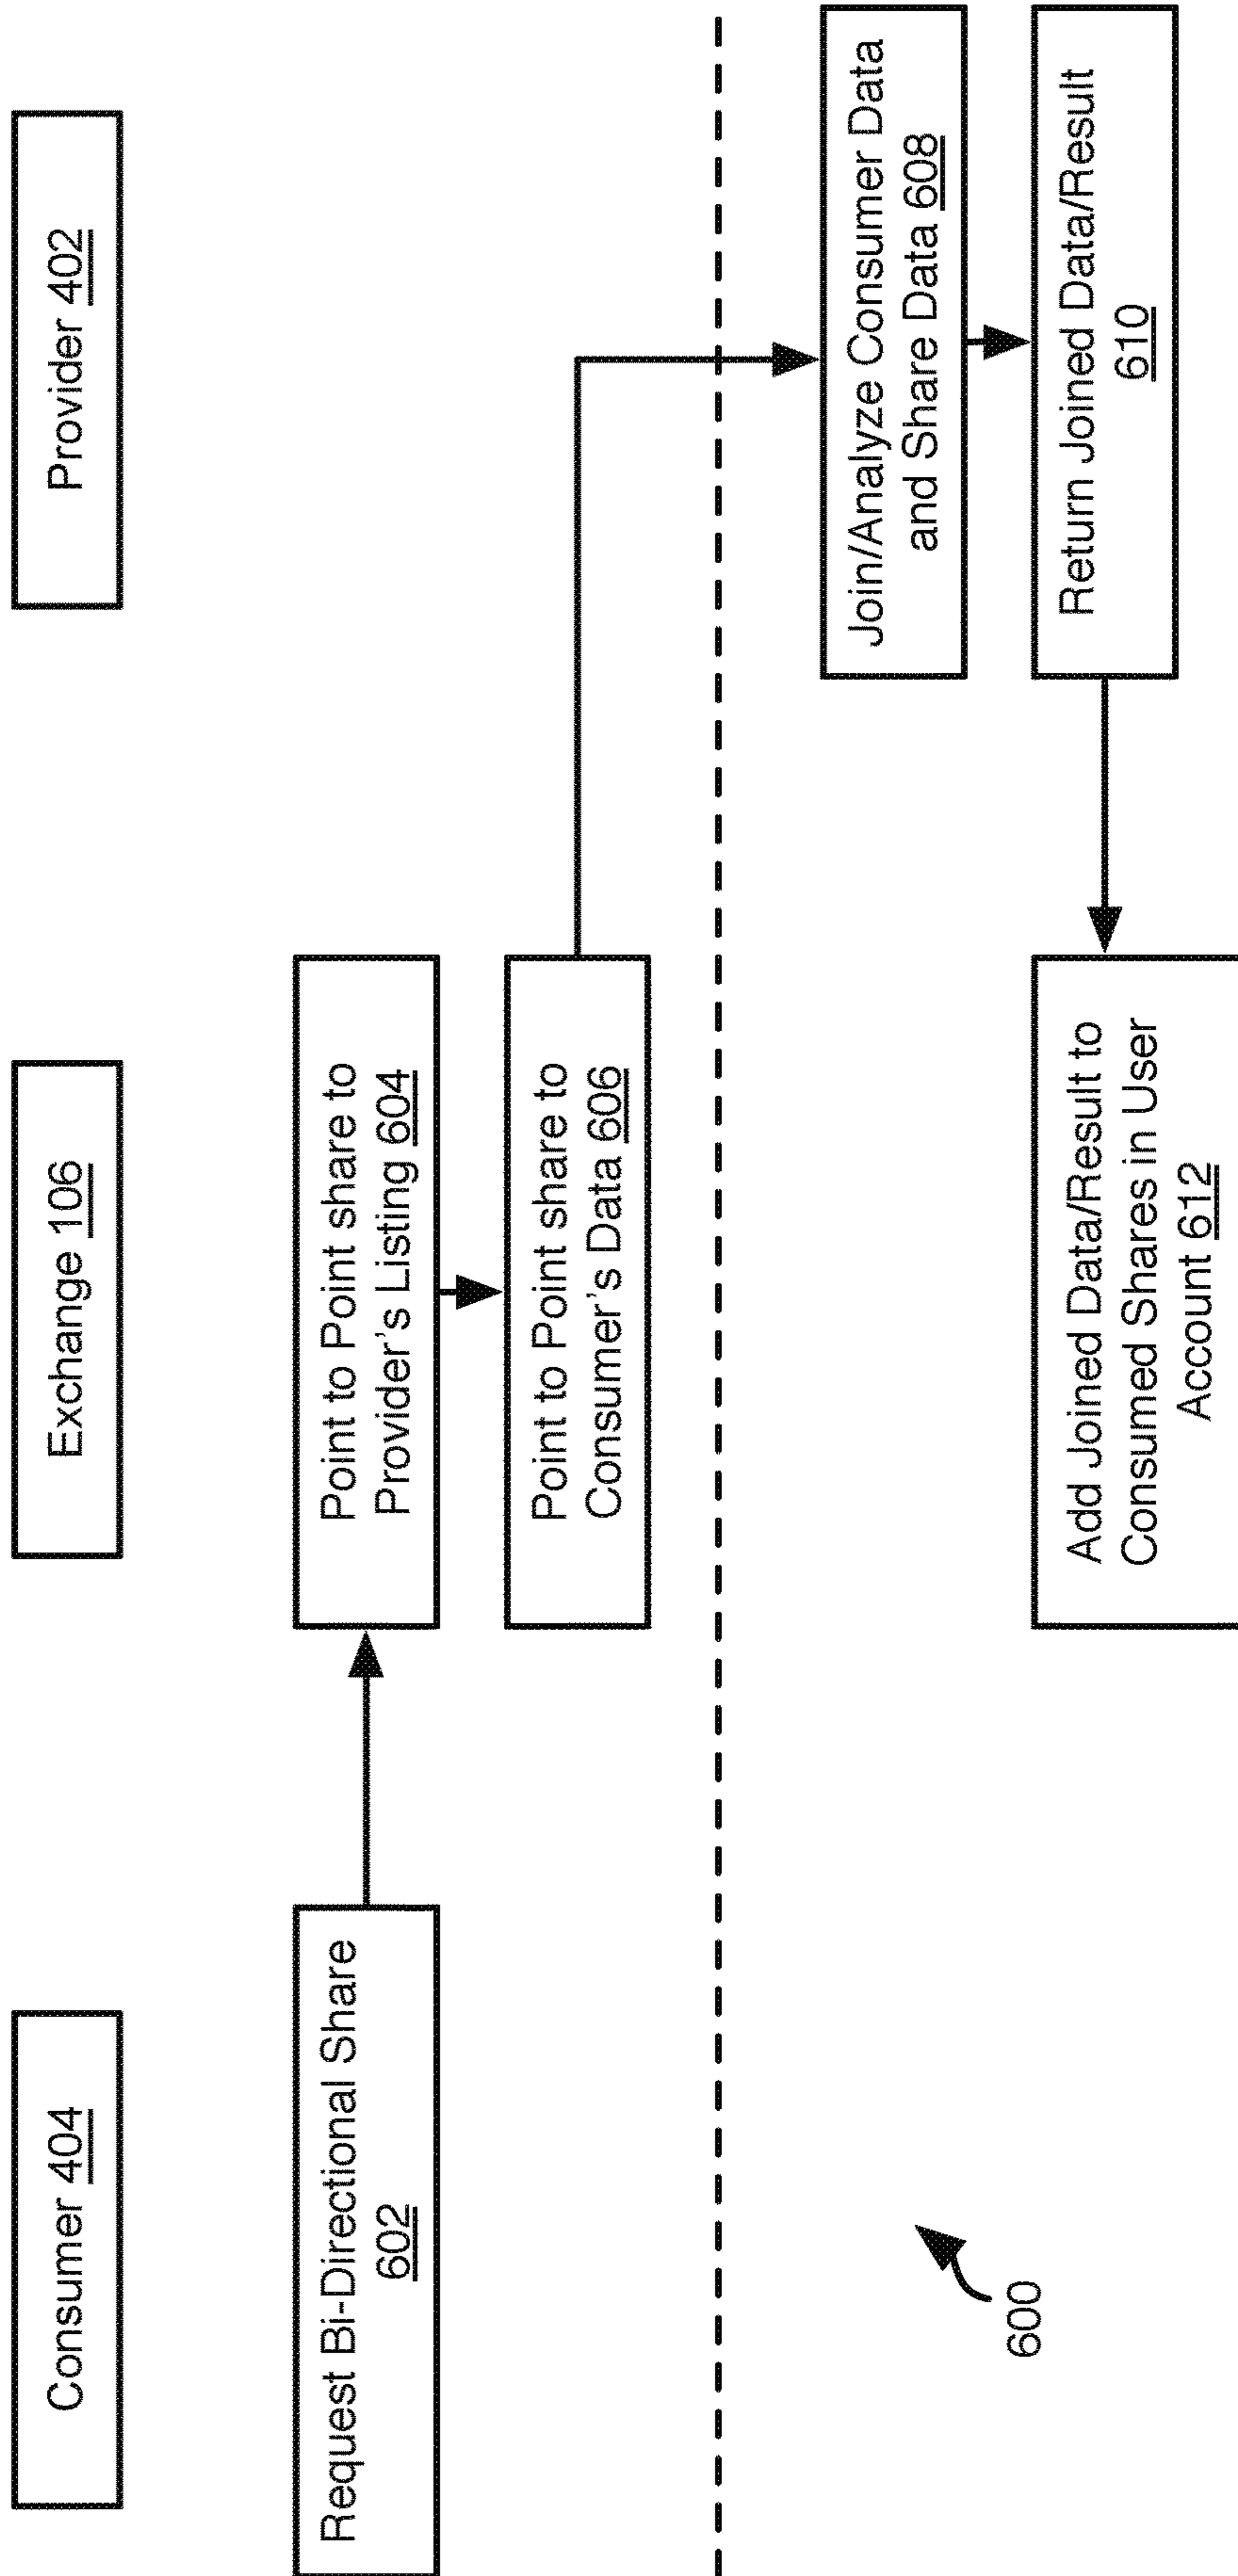 Consumer 404
Exchange 106
Provider 402
Request Bi-Directional Share
602
Point to Point share to
Provider's Listing 604
Point to Point share to
Consumer's Data 606
Join/Analyze Consumer Data
and Share Data 608
Return Joined Data/Result
610
Add Joined Data/Result to
Consumed Shares in User
Account 612
600